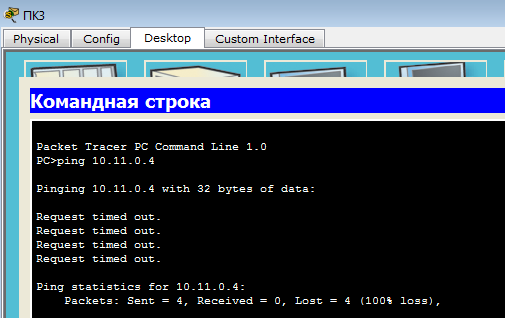 ПК3
Physical Config Desktop Custom Interface
Командная строка
Packet Tracer PC Command Line 1.0
PC>ping 10.11.0.4
Pinging 10.11.0.4 with 32 bytes of data:
Request timed out.
Request timed out.
Request timed out.
Request timed out.
Ping statistics for 10.11.0.4:
Packets: Sent = 4, Received = 0, Lost = 4 (100% loss),